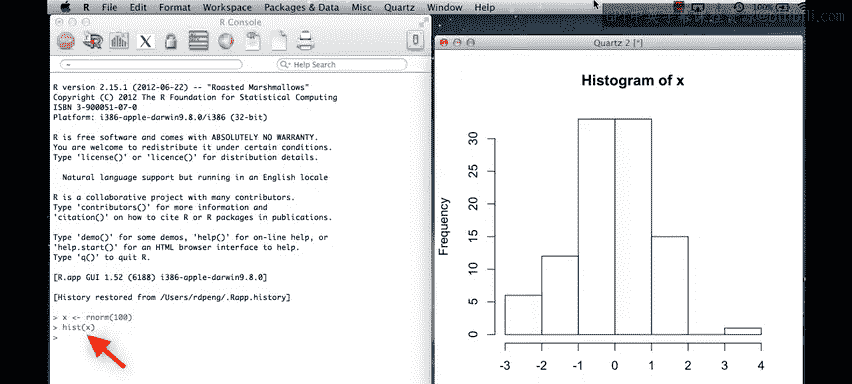 R File Edit Format Workspace Packages & Data Misc Quartz Window Help
100%
R Console
Help Search
R version 2.15.1 (2012-06-22) -- "Roasted Marshmallows"
Copyright (C) 2012 The R Foundation for Statistical Computing
ISBN 3-900051-07-0
Platform: i386-apple-darwin9.8.0/i386 (32-bit)
R is free software and comes with ABSOLUTELY NO WARRANTY.
You are welcome to redistribute it under certain conditions.
Type 'license()' or 'licence()' for distribution details.
Natural language support but running in an English locale
R is a collaborative project with many contributors.
Type 'contributors()' for more information and
'citation()' on how to cite R or R packages in publications.
Type 'demo()' for some demos, 'help()' for on-line help, or
'help.start()' for an HTML browser interface to help.
Type 'q()' to quit R.
[R.app GUI 1.52 (6188) i386-apple-darwin9.8.0]
[History restored from /Users/rdpeng/.Rapp.history]
> x <- rnorm(100)
> hist(x)
>
Quartz 2 [*]
Histogram of x
Frequency
30
25
20
15
10
5
0
-3 -2 -1 0 1 2 3 4